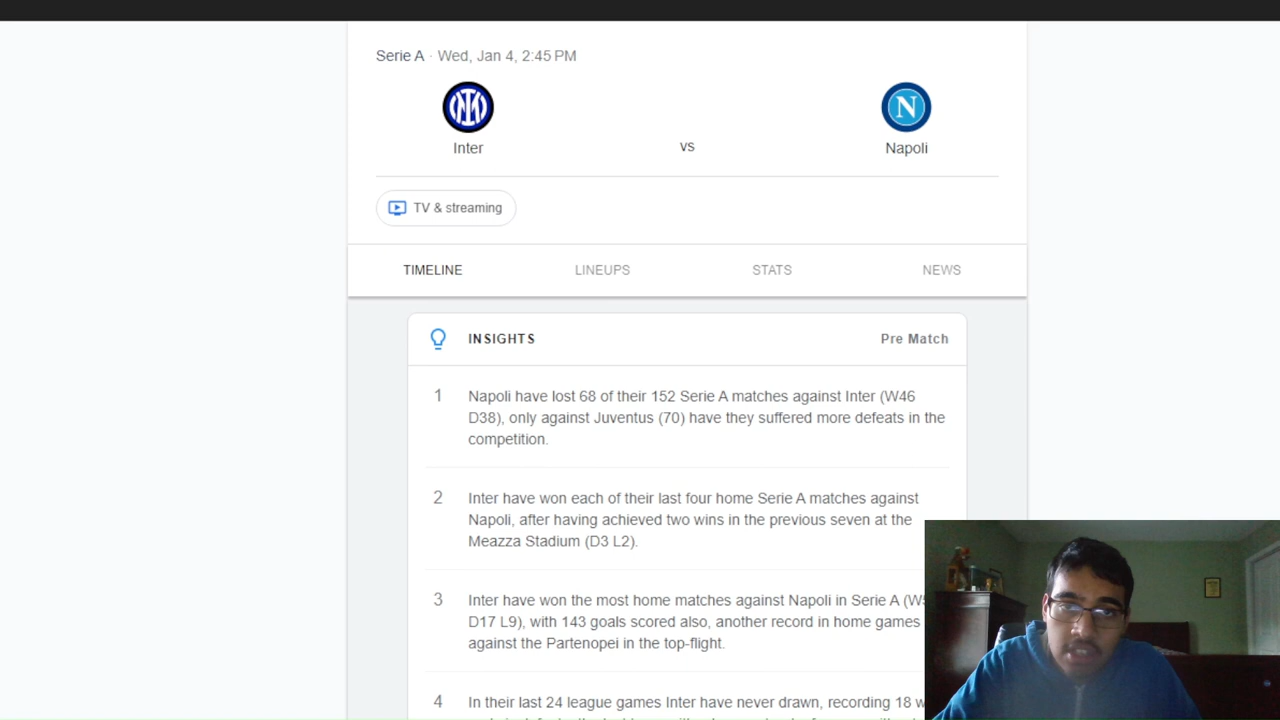 Serie A · Wed, Jan 4, 2:45 PM
N
Inter
VS
Napoli
TV & streaming
TIMELINE
LINEUPS
STATS
NEWS
INSIGHTS
Pre Match
1
Napoli have lost 68 of their 152 Serie A matches against Inter (W46
D38), only against Juventus (70) have they suffered more defeats in the
competition.
2
Inter have won each of their last four home Serie A matches against
Napoli, after having achieved two wins in the previous seven at the
Meazza Stadium (D3 L2).
3
Inter have won the most home matches against Napoli in Serie A
D17 L9), with 143 goals scored also, another record in home games
against the Partenopei in the top-flight.
4
In their last 24 league games Inter have never drawn, recording 18